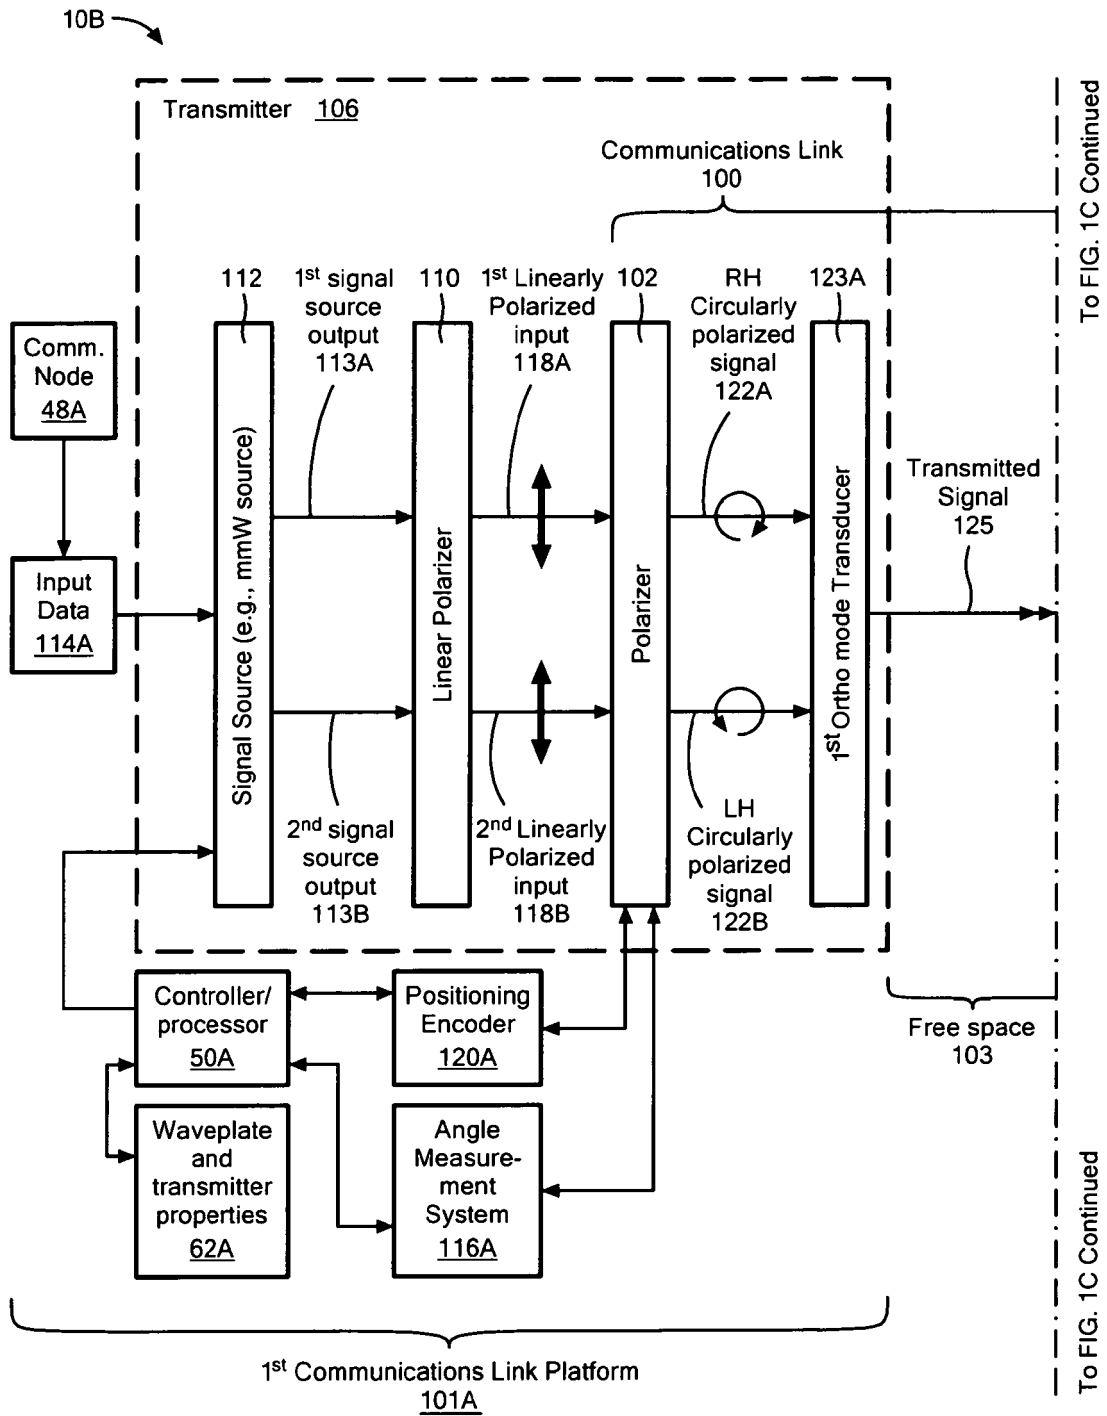 10B
Transmitter 106
Communications Link
100
To FIG. 1C Continued
112
1st signal
source
output
113A
110
1st Linearly
Polarized
input
118A
102
RH
Circularly
polarized
signal
122A
123A
Comm.
Node
48A
Input
Data
114A
Signal Source (e.g., mmW source)
Linear Polarizer
Polarizer
1st Ortho mode Transducer
Transmitted
Signal
125
2nd signal
source
output
113B
2nd Linearly
Polarized
input
118B
LH
Circularly
polarized
signal
122B
Controller/
processor
50A
Positioning
Encoder
120A
Free space
103
Waveplate
and
transmitter
properties
62A
Angle
Measure-
ment
System
116A
To FIG. 1C Continued
1st Communications Link Platform
101A